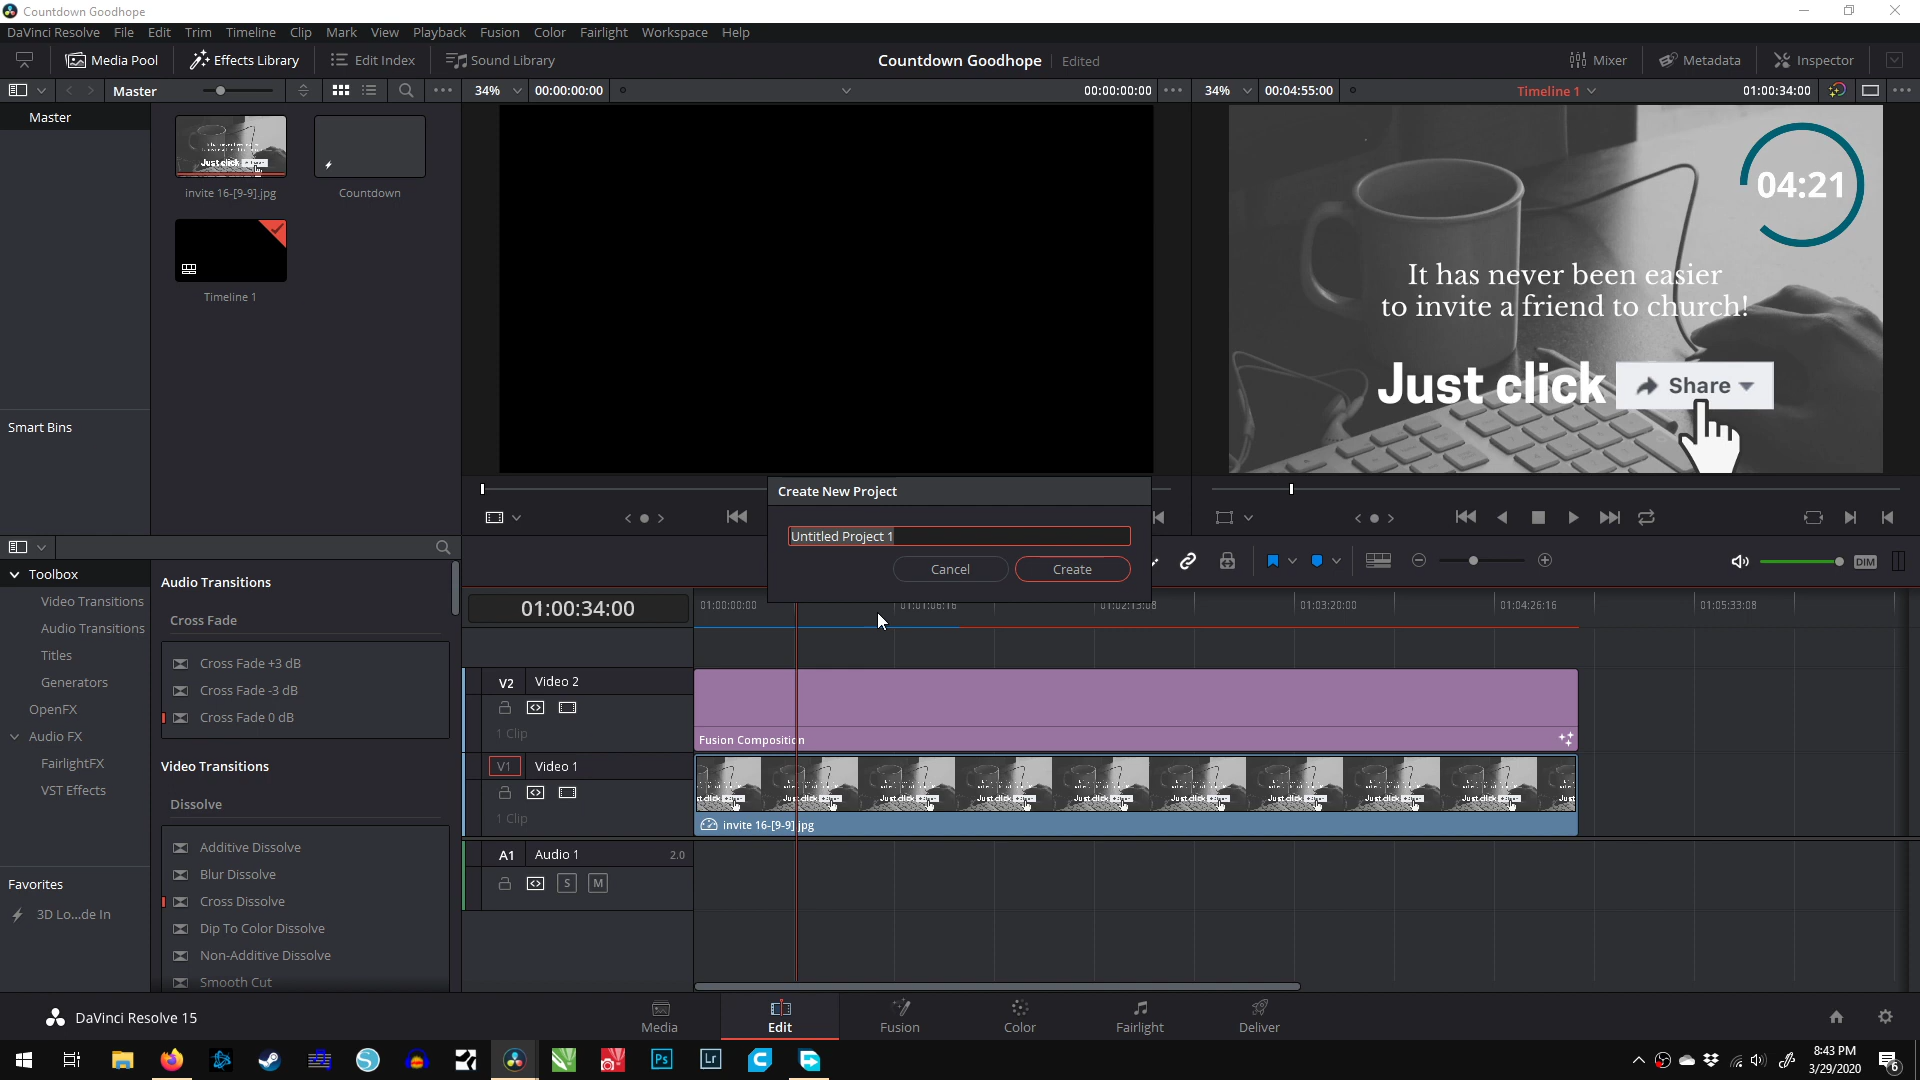 Countdown Goodhope
DaVinci Resolve File Edit Trim Timeline Clip Mark View Playback Fusion Color Fairlight Workspace Help
Media Pool Effects Library Edit Index Sound Library Countdown Goodhope Edited Mixer Metadata Inspector
Master 34% 00:00:00:00 00:00:00:00 34% 00:04:55:00 Timeline 1 01:00:34:00
Master
invite 16-[9-9].jpg Countdown
Timeline 1
Smart Bins
04:21
It has never been easier
to invite a friend to church!
Just click Share
Create New Project
Untitled Project 1
Cancel Create
DIM
Toolbox
Video Transitions
Audio Transitions
Titles
Generators
OpenFX
Audio FX
FairlightFX
VST Effects
Favorites
3D Lo...de In
Audio Transitions
Cross Fade
Cross Fade +3 dB
Cross Fade -3 dB
Cross Fade 0 dB
Video Transitions
Dissolve
Additive Dissolve
Blur Dissolve
Cross Dissolve
Dip To Color Dissolve
Non-Additive Dissolve
Smooth Cut
01:00:34:00 01:00:00:00 01:01:06:16 01:02:13:08 01:03:20:00 01:04:26:16 01:05:33:08
V2 Video 2
1 Clip
Fusion Composition
V1 Video 1
1 Clip
invite 16-[9-9].jpg
A1 Audio 1 2.0
S M
DaVinci Resolve 15
Media Edit Fusion Color Fairlight Deliver
Ps Lr
8:43 PM
3/29/2020
6